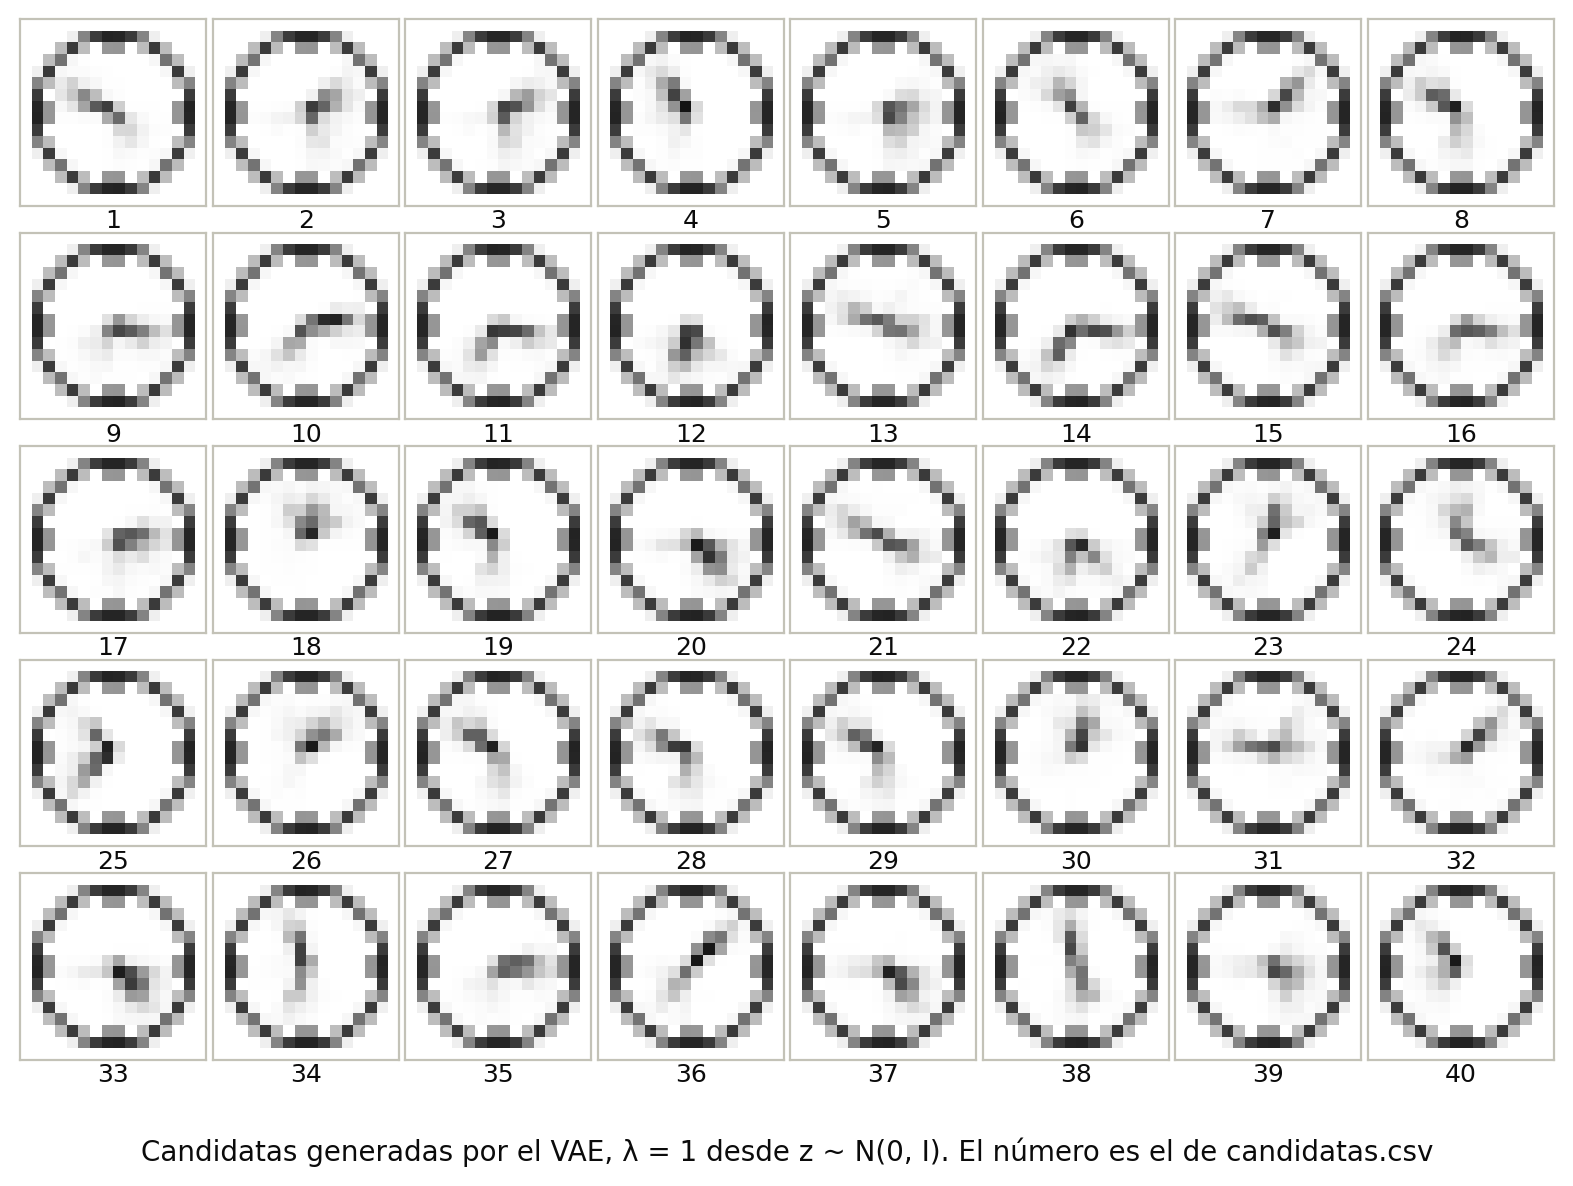 1 2 3 4 5 6 7 8
9 10 11 12 13 14 15 16
17 18 19 20 21 22 23 24
25 26 27 28 29 30 31 32
33 34 35 36 37 38 39 40
Candidatas generadas por el VAE, λ = 1 desde z ~ N(0, I). El número es el de candidatas.csv